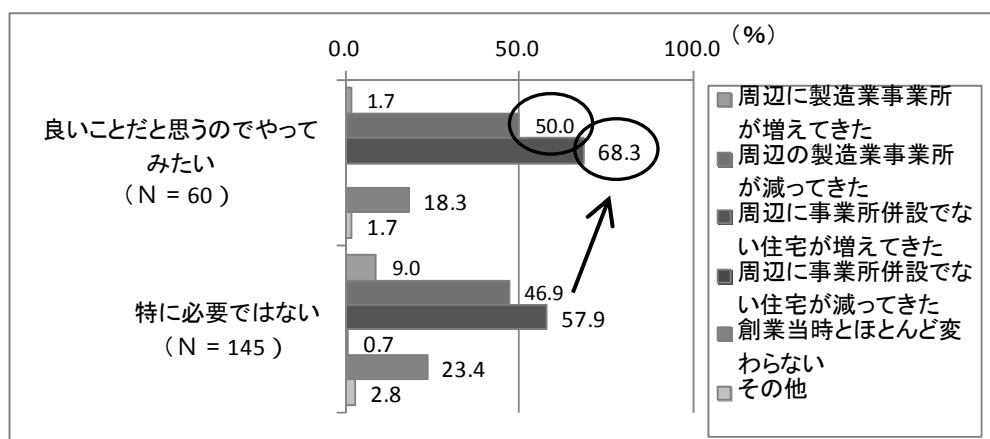 0.0 50.0 100.0 （％）
良いことだと思うのでやって
みたい
（Ｎ＝60）
1.7
50.0
68.3
18.3
1.7
特に必要ではない
（Ｎ＝145）
9.0
46.9
57.9
0.7
23.4
2.8
周辺に製造業事業所
が増えてきた
周辺の製造業事業所
が減ってきた
周辺に事業所併設でな
い住宅が増えてきた
周辺に事業所併設でな
い住宅が減ってきた
創業当時とほとんど変
わらない
その他